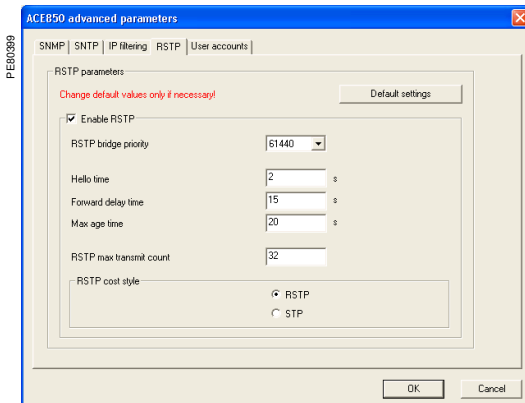 PE80399
ACE850 advanced parameters
SNMP SNTP IP filtering RSTP User accounts
RSTP parameters
Change default values only if necessary!
Default settings
Enable RSTP
RSTP bridge priority 61440
Hello time 2 s
Forward delay time 15 s
Max age time 20 s
RSTP max transmit count 32
RSTP cost style
RSTP
STP
OK Cancel